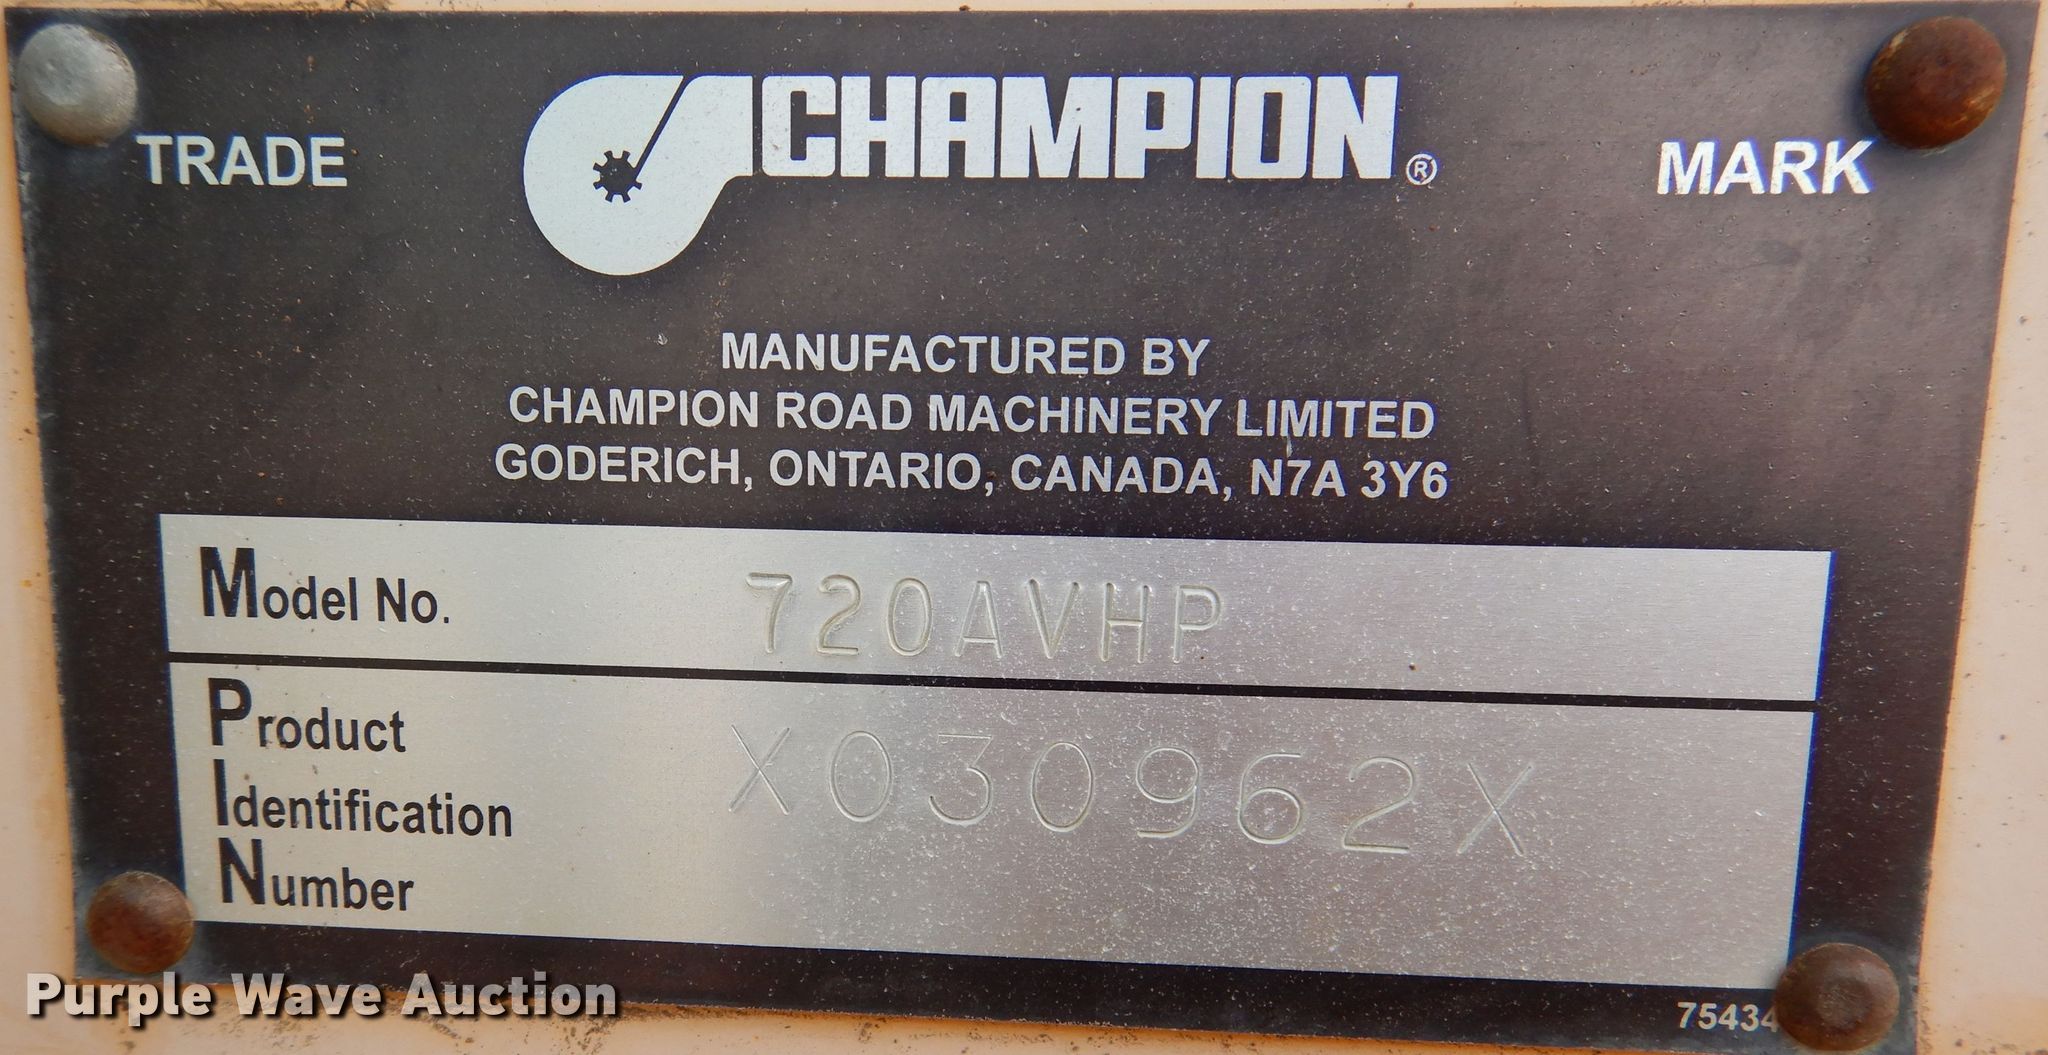 TRADE CHAMPION® MARK
MANUFACTURED BY
CHAMPION ROAD MACHINERY LIMITED
GODERICH, ONTARIO, CANADA, N7A 3Y6
Model No. 720AVHP
Product X030962X
Identification
Number
Purple Wave Auction